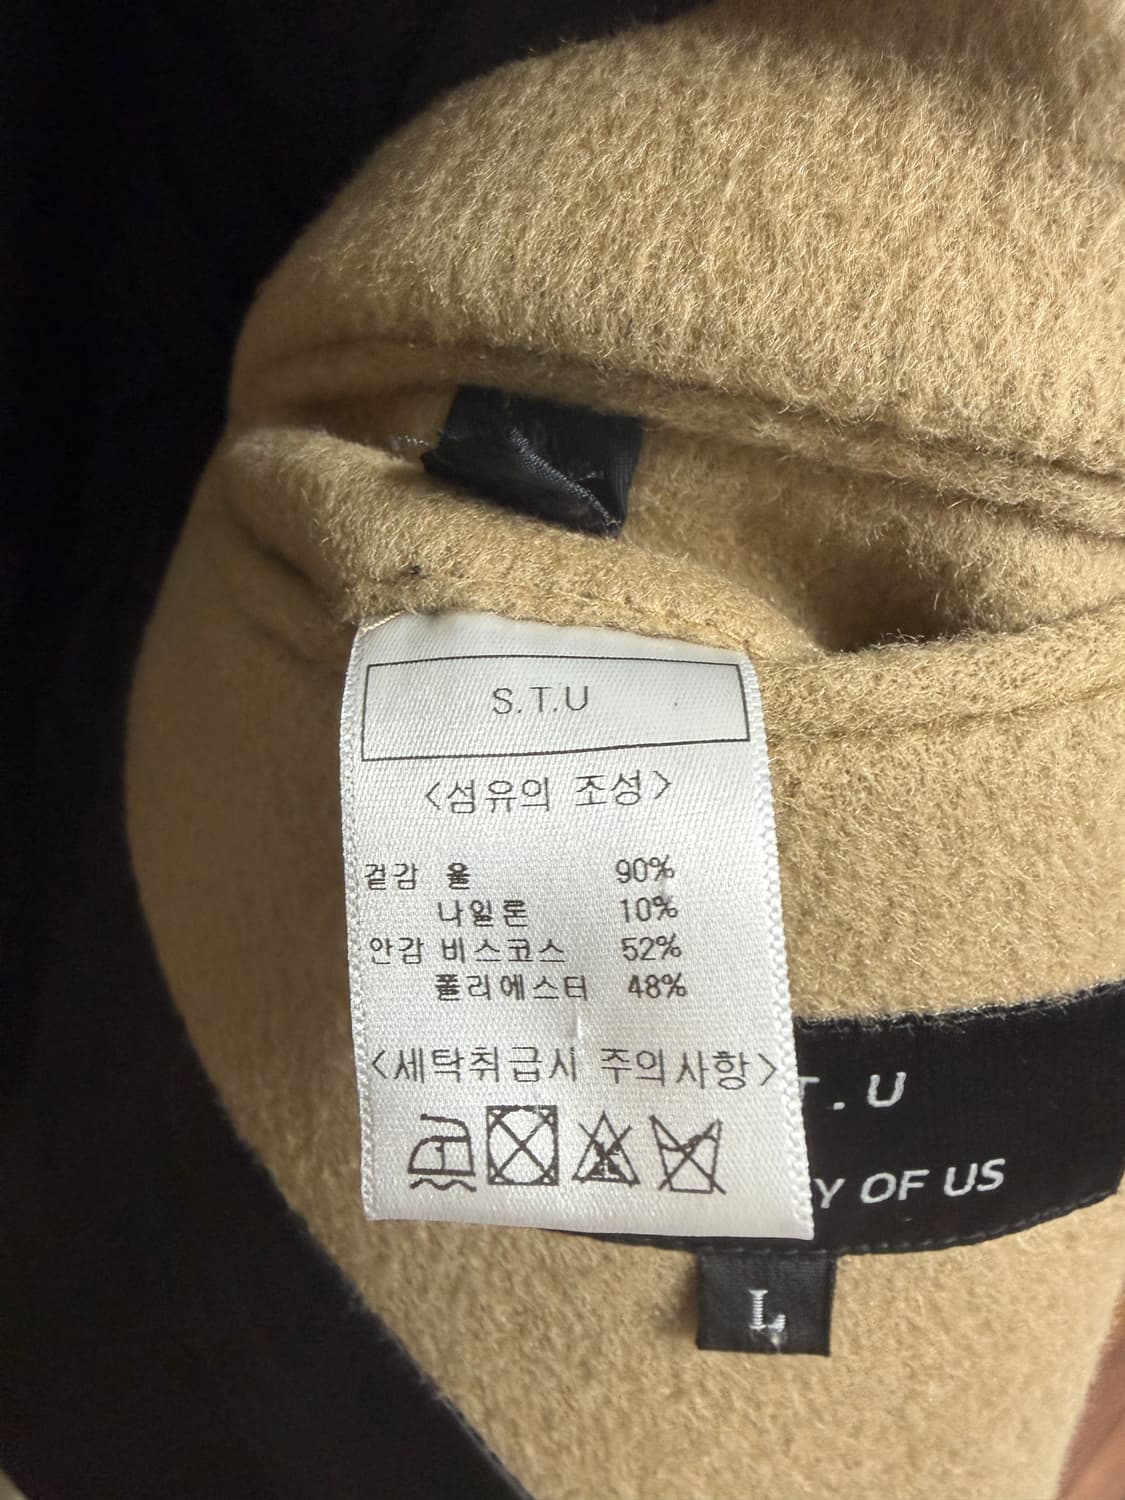 S.T.U
<섬유의 조성>
겉감 울 90%
나일론 10%
안감 비스코스 52%
폴리에스터 48%
<세탁취급시 주의사항>
T.U
Y OF US
L